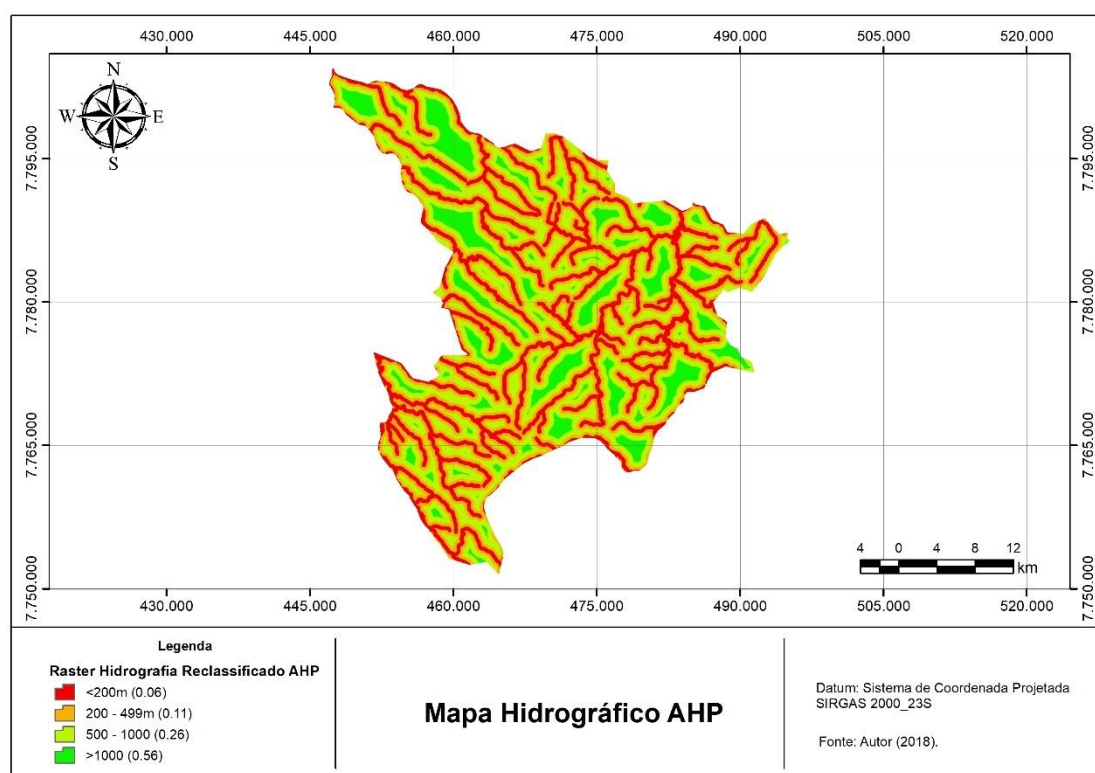 430.000 445.000 460.000 475.000 490.000 505.000 520.000
N
W E
S
7.795.000 7.795.000
7.780.000 7.780.000
7.765.000 7.765.000
7.750.000 7.750.000
4 0 4 8 12
km
430.000 445.000 460.000 475.000 490.000 505.000 520.000
Legenda
Raster Hidrografia Reclassificado AHP
<200m (0.06)
200 - 499m (0.11)
500 - 1000 (0.26)
>1000 (0.56)
Mapa Hidrográfico AHP
Datum: Sistema de Coordenada Projetada
SIRGAS 2000_23S
Fonte: Autor (2018).